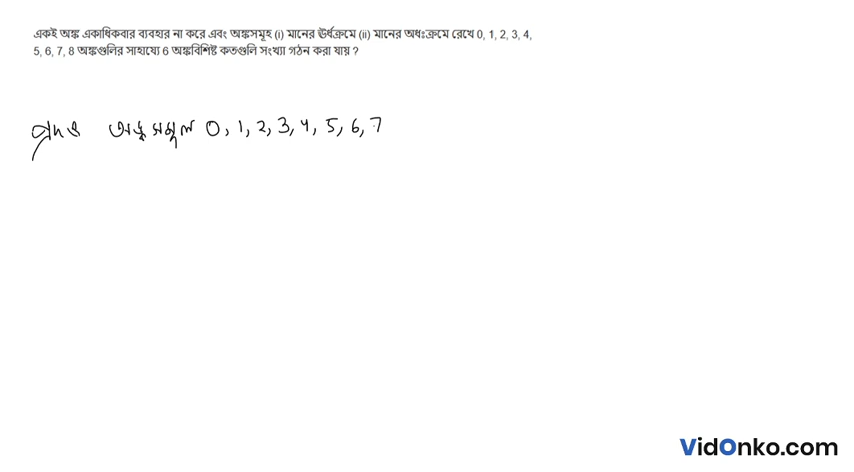 একই অঙ্ক একাধিকবার ব্যবহার না করে এবং অঙ্কসমূহ (i) মানের ঊর্ধক্রমে (ii) মানের অধঃক্রমে রেখে 0, 1, 2, 3, 4,
5, 6, 7, 8 অঙ্কগুলির সাহায্যে 6 অঙ্কবিশিষ্ট কতগুলি সংখ্যা গঠন করা যায় ?
প্রদত্ত অঙ্কসমূহ 0, 1, 2, 3, 4, 5, 6, 7
VidOnko.com